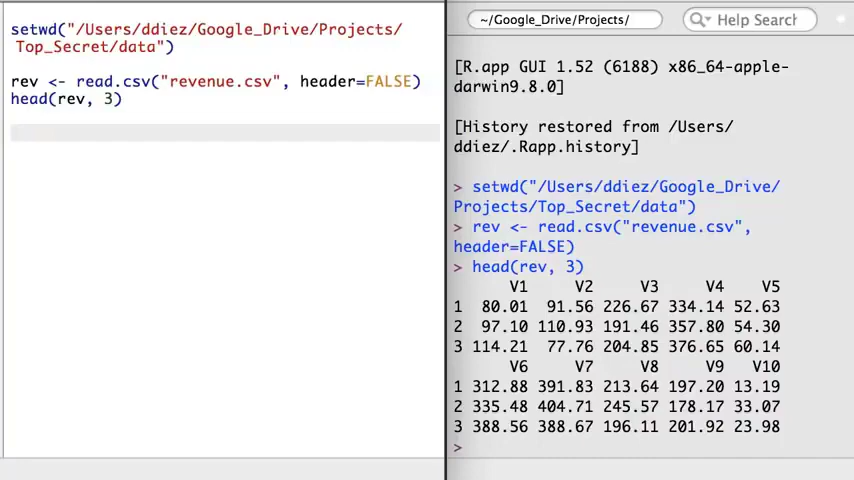 setwd("/Users/ddiez/Google_Drive/Projects/
Top_Secret/data")
rev <- read.csv("revenue.csv", header=FALSE)
head(rev, 3)
~/Google_Drive/Projects/
Help Search
[R.app GUI 1.52 (6188) x86_64-apple-
darwin9.8.0]
[History restored from /Users/
ddiez/.Rapp.history]
> setwd("/Users/ddiez/Google_Drive/
Projects/Top_Secret/data")
> rev <- read.csv("revenue.csv",
header=FALSE)
> head(rev, 3)
V1 V2 V3 V4 V5
1 80.01 91.56 226.67 334.14 52.63
2 97.10 110.93 191.46 357.80 54.30
3 114.21 77.76 204.85 376.65 60.14
V6 V7 V8 V9 V10
1 312.88 391.83 213.64 197.20 13.19
2 335.48 404.71 245.57 178.17 33.07
3 388.56 388.67 196.11 201.92 23.98
>